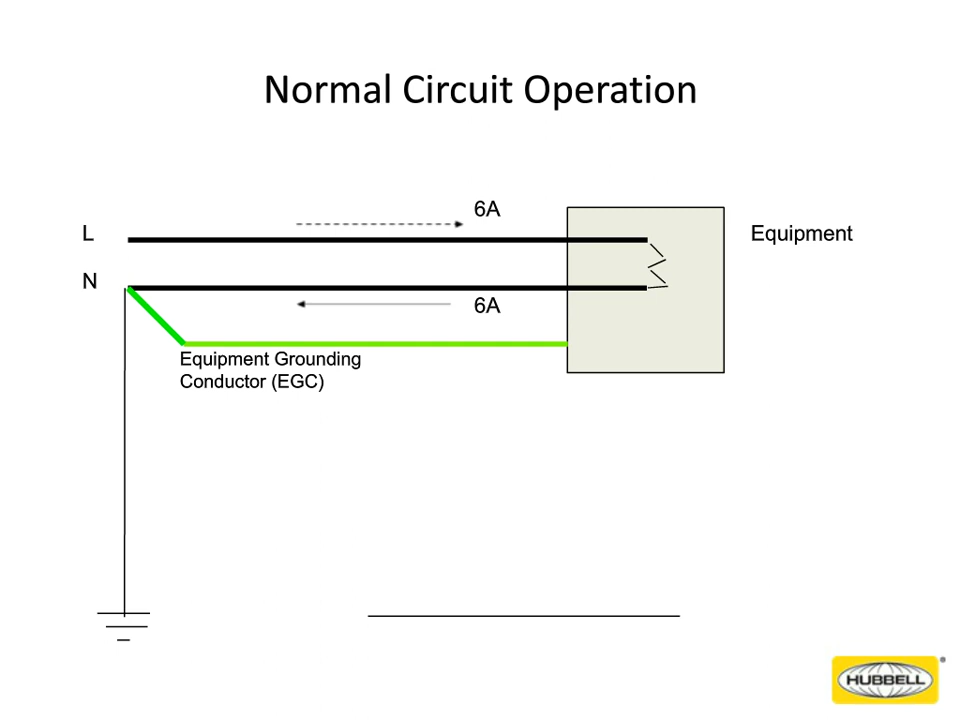 Normal Circuit Operation
6A
L
Equipment
N
6A
Equipment Grounding
Conductor (EGC)
HUBBELL